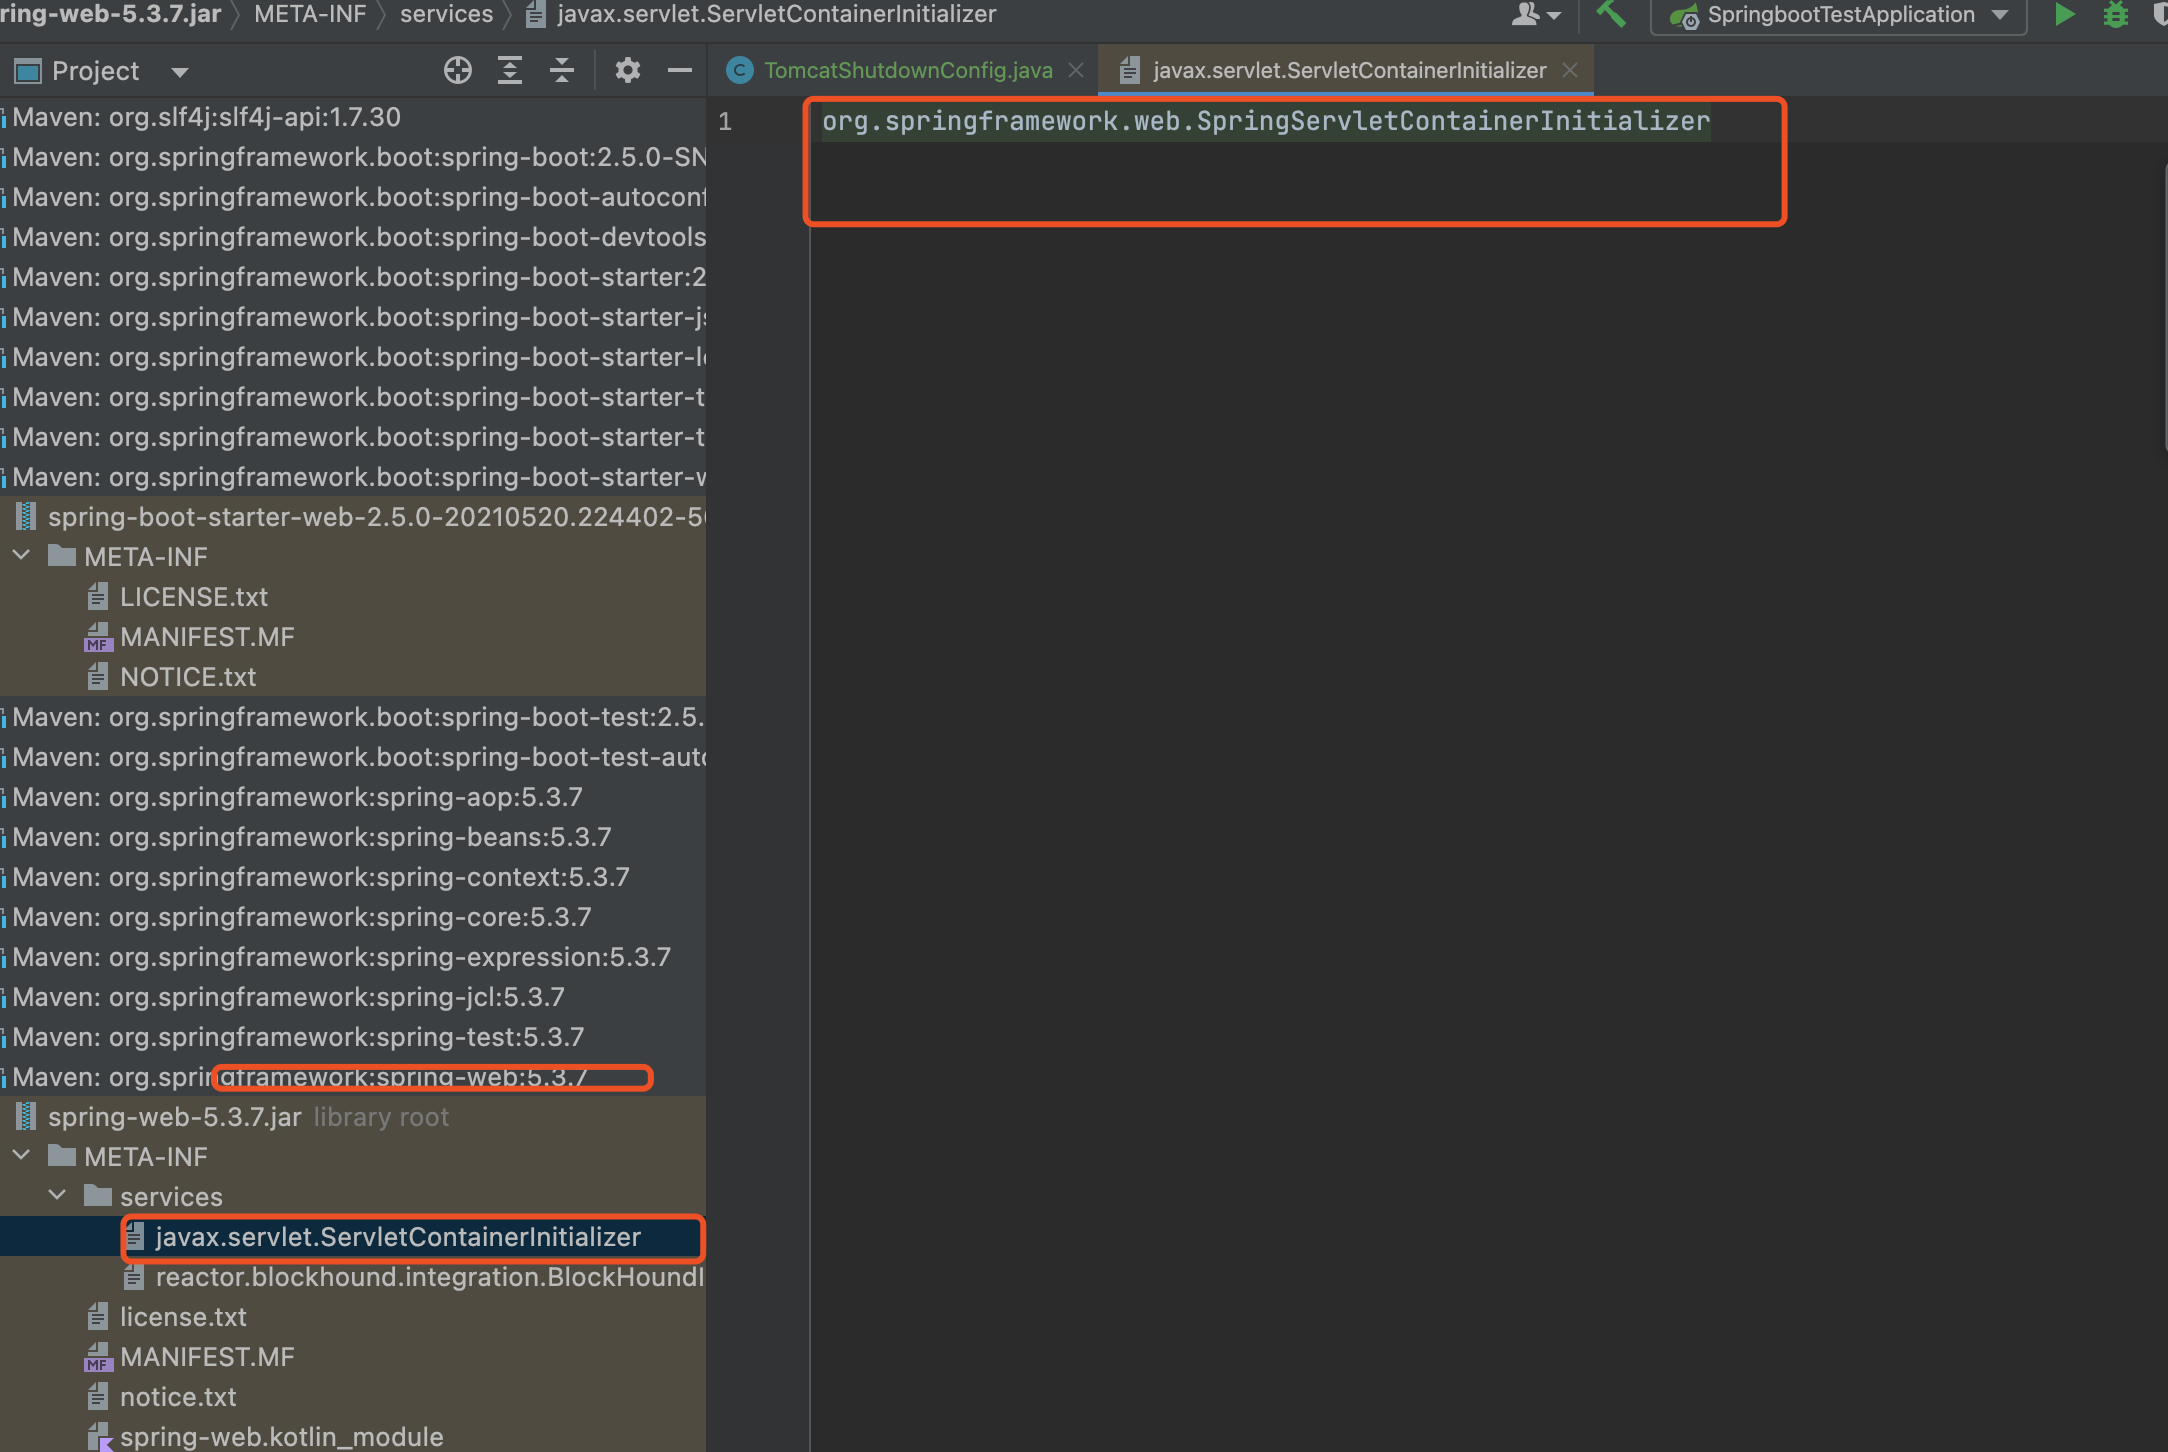 ring-web-5.3.7.jar META-INF services javax.servlet.ServletContainerInitializer
SpringbootTestApplication
Project
TomcatShutdownConfig.java
javax.servlet.ServletContainerInitializer
1
org.springframework.web.SpringServletContainerInitializer
Maven: org.slf4j:slf4j-api:1.7.30
Maven: org.springframework.boot:spring-boot:2.5.0-SN
Maven: org.springframework.boot:spring-boot-autoconf
Maven: org.springframework.boot:spring-boot-devtools
Maven: org.springframework.boot:spring-boot-starter:2
Maven: org.springframework.boot:spring-boot-starter-js
Maven: org.springframework.boot:spring-boot-starter-lo
Maven: org.springframework.boot:spring-boot-starter-t
Maven: org.springframework.boot:spring-boot-starter-t
Maven: org.springframework.boot:spring-boot-starter-w
spring-boot-starter-web-2.5.0-20210520.224402-50
META-INF
LICENSE.txt
MANIFEST.MF
NOTICE.txt
Maven: org.springframework.boot:spring-boot-test:2.5.
Maven: org.springframework.boot:spring-boot-test-auto
Maven: org.springframework:spring-aop:5.3.7
Maven: org.springframework:spring-beans:5.3.7
Maven: org.springframework:spring-context:5.3.7
Maven: org.springframework:spring-core:5.3.7
Maven: org.springframework:spring-expression:5.3.7
Maven: org.springframework:spring-jcl:5.3.7
Maven: org.springframework:spring-test:5.3.7
Maven: org.springframework:spring-web:5.3.7
spring-web-5.3.7.jar library root
META-INF
services
javax.servlet.ServletContainerInitializer
reactor.blockhound.integration.BlockHoundI
license.txt
MANIFEST.MF
notice.txt
spring-web.kotlin_module